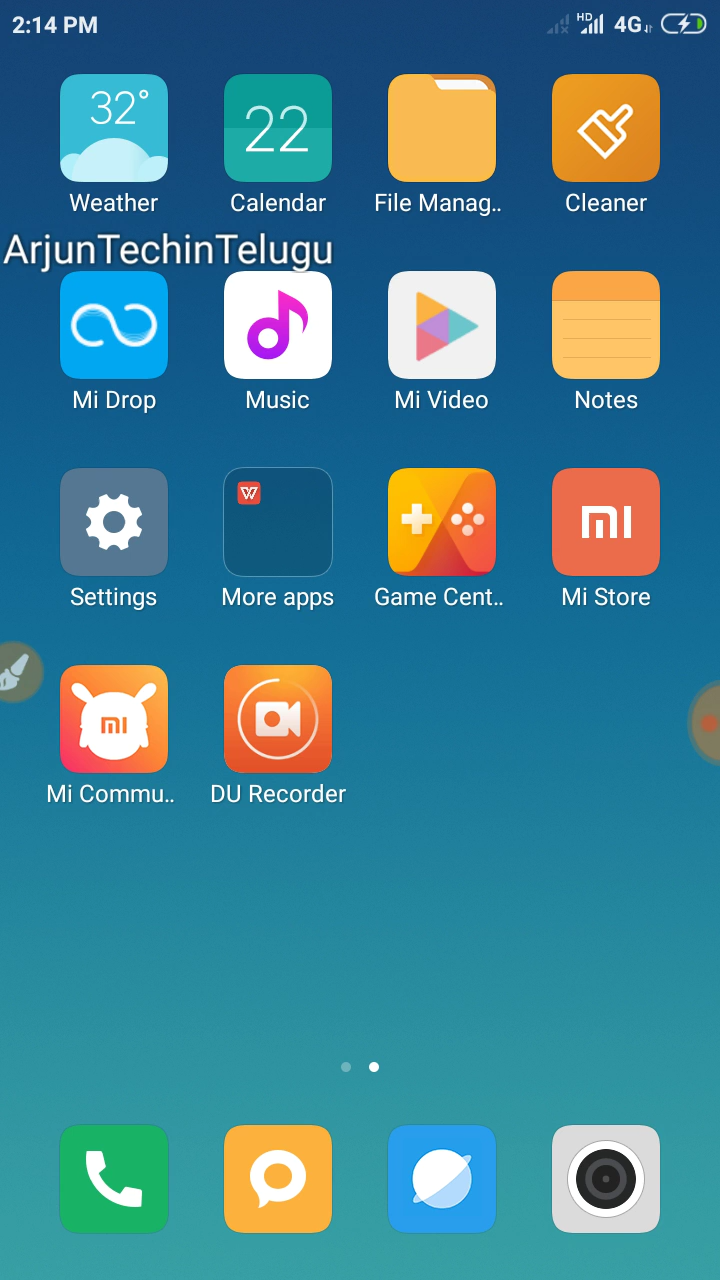 2:14 PM HD 4G
32°
22
Weather Calendar File Manag.. Cleaner
ArjunTechinTelugu
Mi Drop Music Mi Video Notes
W
mi
Settings More apps Game Cent.. Mi Store
mi
Mi Commu.. DU Recorder